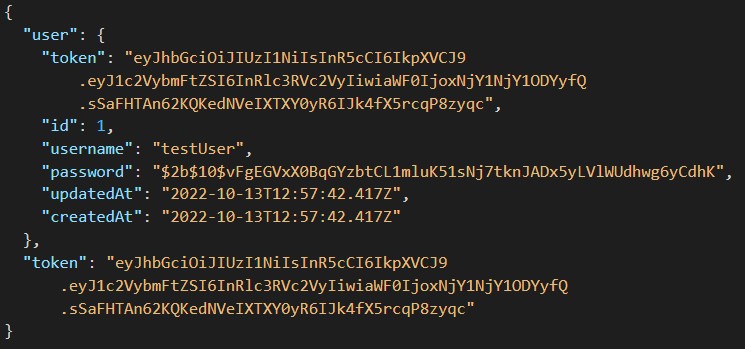 {
"user": {
"token": "eyJhbGciOiJIUzI1NiIsInR5cCI6IkpXVCJ9
.eyJ1c2VybmFtZSI6InRlc3RVc2VyIiwiaWF0IjoxNjY1NjY1ODYyfQ
.sSaFHTAn62KQKedNVeIXTXY0yR6IJk4fX5rcqP8zyqc",
"id": 1,
"username": "testUser",
"password": "$2b$10$vFgEGVxX0BqGYzbtCL1mluK51sNj7tknJADx5yLVlWUdhwg6yCdhK",
"updatedAt": "2022-10-13T12:57:42.417Z",
"createdAt": "2022-10-13T12:57:42.417Z"
},
"token": "eyJhbGciOiJIUzI1NiIsInR5cCI6IkpXVCJ9
.eyJ1c2VybmFtZSI6InRlc3RVc2VyIiwiaWF0IjoxNjY1NjY1ODYyfQ
.sSaFHTAn62KQKedNVeIXTXY0yR6IJk4fX5rcqP8zyqc"
}